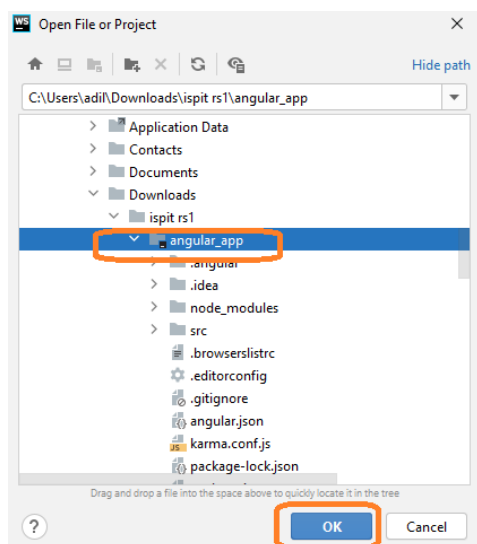 WS Open File or Project
Hide path
C:\Users\adil\Downloads\ispit rs1\angular_app
Application Data
Contacts
Documents
Downloads
ispit rs1
angular_app
.angular
.idea
node_modules
src
.browserslistrc
.editorconfig
.gitignore
angular.json
JS karma.conf.js
package-lock.json
Drag and drop a file into the space above to quickly locate it in the tree
?
OK
Cancel